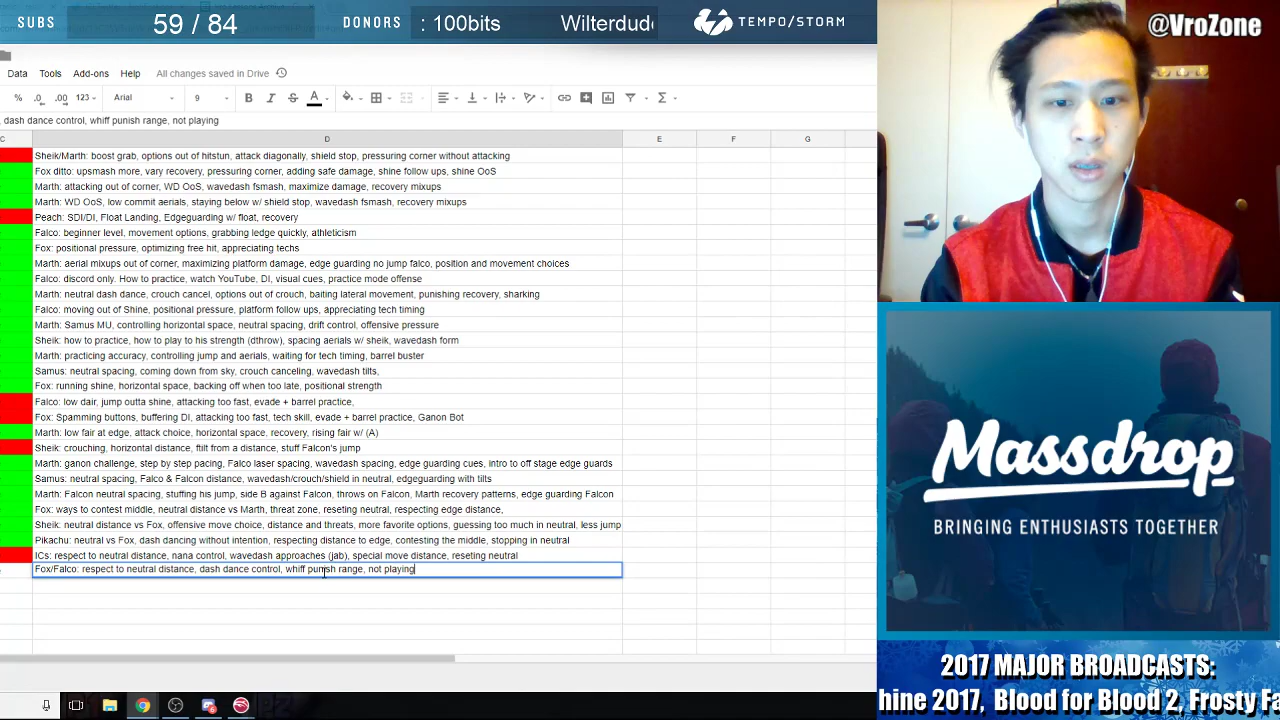 SUBS 59 / 84 DONORS : 100bits Wilterdud TEMPO/STORM
@VroZone
Data Tools Add-ons Help All changes saved in Drive
% .0 .00 123 Arial 9 B I S A Σ
, dash dance control, whiff punish range, not playing
C D E F G
Sheik/Marth: boost grab, options out of hitstun, attack diagonally, shield stop, pressuring corner without attacking
Fox ditto: upsmash more, vary recovery, pressuring corner, adding safe damage, shine follow ups, shine OoS
Marth: attacking out of corner, WD OoS, wavedash fsmash, maximize damage, recovery mixups
Marth: WD OoS, low commit aerials, staying below w/ shield stop, wavedash fsmash, recovery mixups
Peach: SDI/DI, Float Landing, Edgeguarding w/ float, recovery
Falco: beginner level, movement options, grabbing ledge quickly, athleticism
Fox: positional pressure, optimizing free hit, appreciating techs
Marth: aerial mixups out of corner, maximizing platform damage, edge guarding no jump falco, position and movement choices
Falco: discord only. How to practice, watch YouTube, DI, visual cues, practice mode offense
Marth: neutral dash dance, crouch cancel, options out of crouch, baiting lateral movement, punishing recovery, sharking
Falco: moving out of Shine, positional pressure, platform follow ups, appreciating tech timing
Marth: Samus MU, controlling horizontal space, neutral spacing, drift control, offensive pressure
Sheik: how to practice, how to play to his strength (dthrow), spacing aerials w/ sheik, wavedash form
Marth: practicing accuracy, controlling jump and aerials, waiting for tech timing, barrel buster
Samus: neutral spacing, coming down from sky, crouch canceling, wavedash tilts,
Fox: running shine, horizontal space, backing off when too late, positional strength
Falco: low dair, jump outta shine, attacking too fast, evade + barrel practice,
Fox: Spamming buttons, buffering DI, attacking too fast, tech skill, evade + barrel practice, Ganon Bot
Marth: low fair at edge, attack choice, horizontal space, recovery, rising fair w/ (A)
Sheik: crouching, horizontal distance, ftilt from a distance, stuff Falcon's jump
Marth: ganon challenge, step by step pacing, Falco laser spacing, wavedash spacing, edge guarding cues, intro to off stage edge guards
Samus: neutral spacing, Falco & Falcon distance, wavedash/crouch/shield in neutral, edgeguarding with tilts
Marth: Falcon neutral spacing, stuffing his jump, side B against Falcon, throws on Falcon, Marth recovery patterns, edge guarding Falcon
Fox: ways to contest middle, neutral distance vs Marth, threat zone, reseting neutral, respecting edge distance,
Sheik: neutral distance vs Fox, offensive move choice, distance and threats, more favorite options, guessing too much in neutral, less jump
Pikachu: neutral vs Fox, dash dancing without intention, respecting distance to edge, contesting the middle, stopping in neutral
ICs: respect to neutral distance, nana control, wavedash approaches (jab), special move distance, reseting neutral
Fox/Falco: respect to neutral distance, dash dance control, whiff punish range, not playing
Massdrop
BRINGING ENTHUSIASTS TOGETHER
2017 MAJOR BROADCASTS:
hine 2017, Blood for Blood 2, Frosty Fa